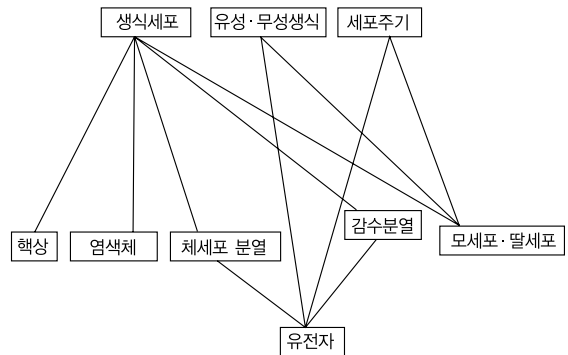 생식세포
유성·무성생식
세포주기
핵상
염색체
체세포 분열
감수분열
모세포·딸세포
유전자